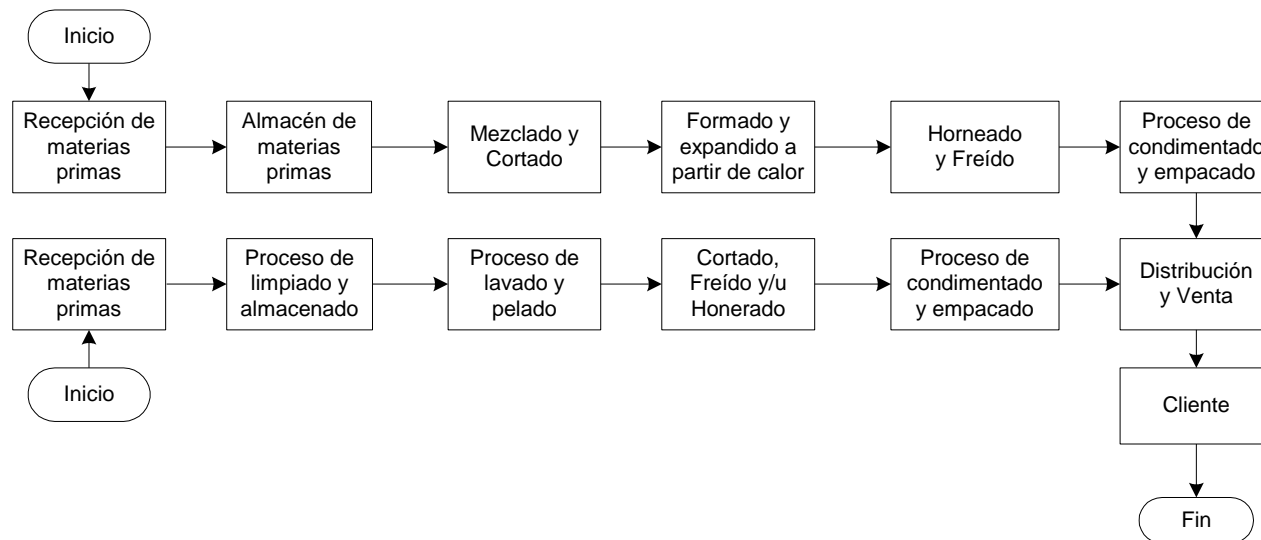 Inicio
Recepción de
materias
primas
Almacén de
materias
primas
Mezclado y
Cortado
Formado y
expandido a
partir de calor
Horneado
y Freído
Proceso de
condimentado
y empacado
Recepción de
materias
primas
Proceso de
limpiado y
almacenado
Proceso de
lavado y
pelado
Cortado,
Freído y/u
Honerado
Proceso de
condimentado
y empacado
Distribución
y Venta
Inicio
Cliente
Fin